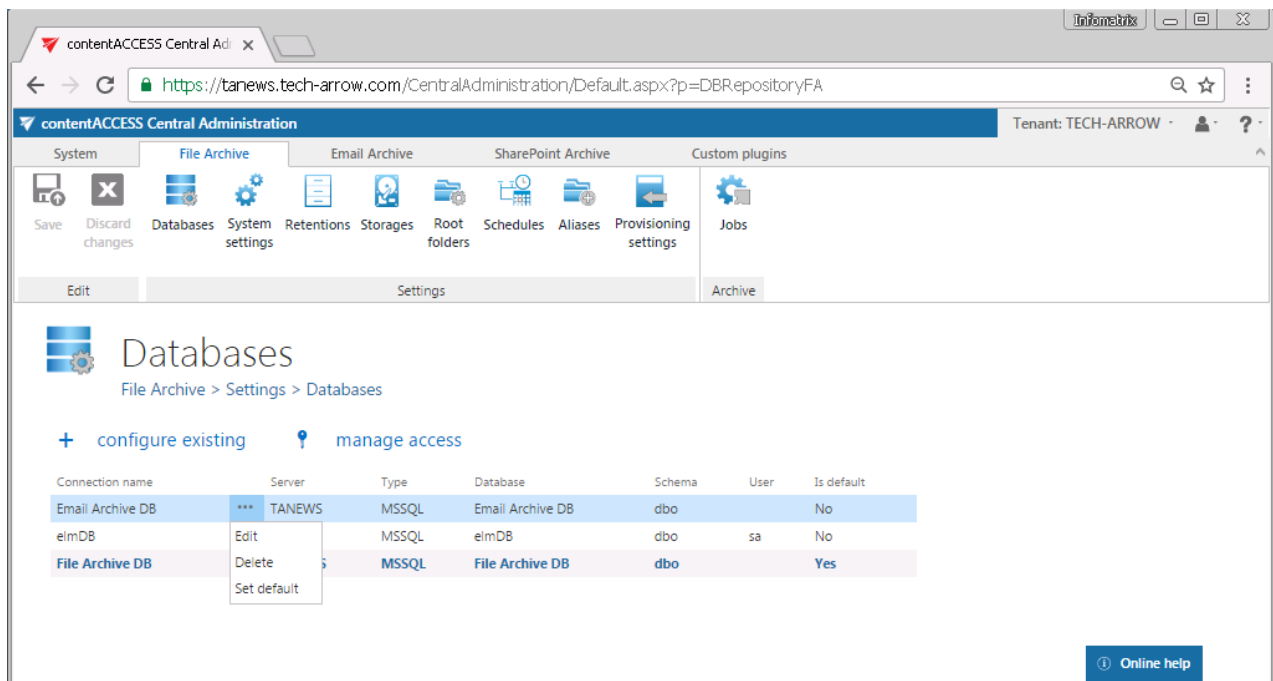 Infomatrix
contentACCESS Central Ad
https://tanews.tech-arrow.com/CentralAdministration/Default.aspx?p=DBRepositoryFA
contentACCESS Central Administration Tenant: TECH-ARROW ?
System File Archive Email Archive SharePoint Archive Custom plugins
Save Discard changes Databases System settings Retentions Storages Root folders Schedules Aliases Provisioning settings Jobs
Edit Settings Archive
Databases
File Archive > Settings > Databases
+ configure existing manage access
Connection name Server Type Database Schema User Is default
Email Archive DB ••• TANEWS MSSQL Email Archive DB dbo No
elmDB MSSQL elmDB dbo sa No
File Archive DB S MSSQL File Archive DB dbo Yes
Edit
Delete
Set default
Online help